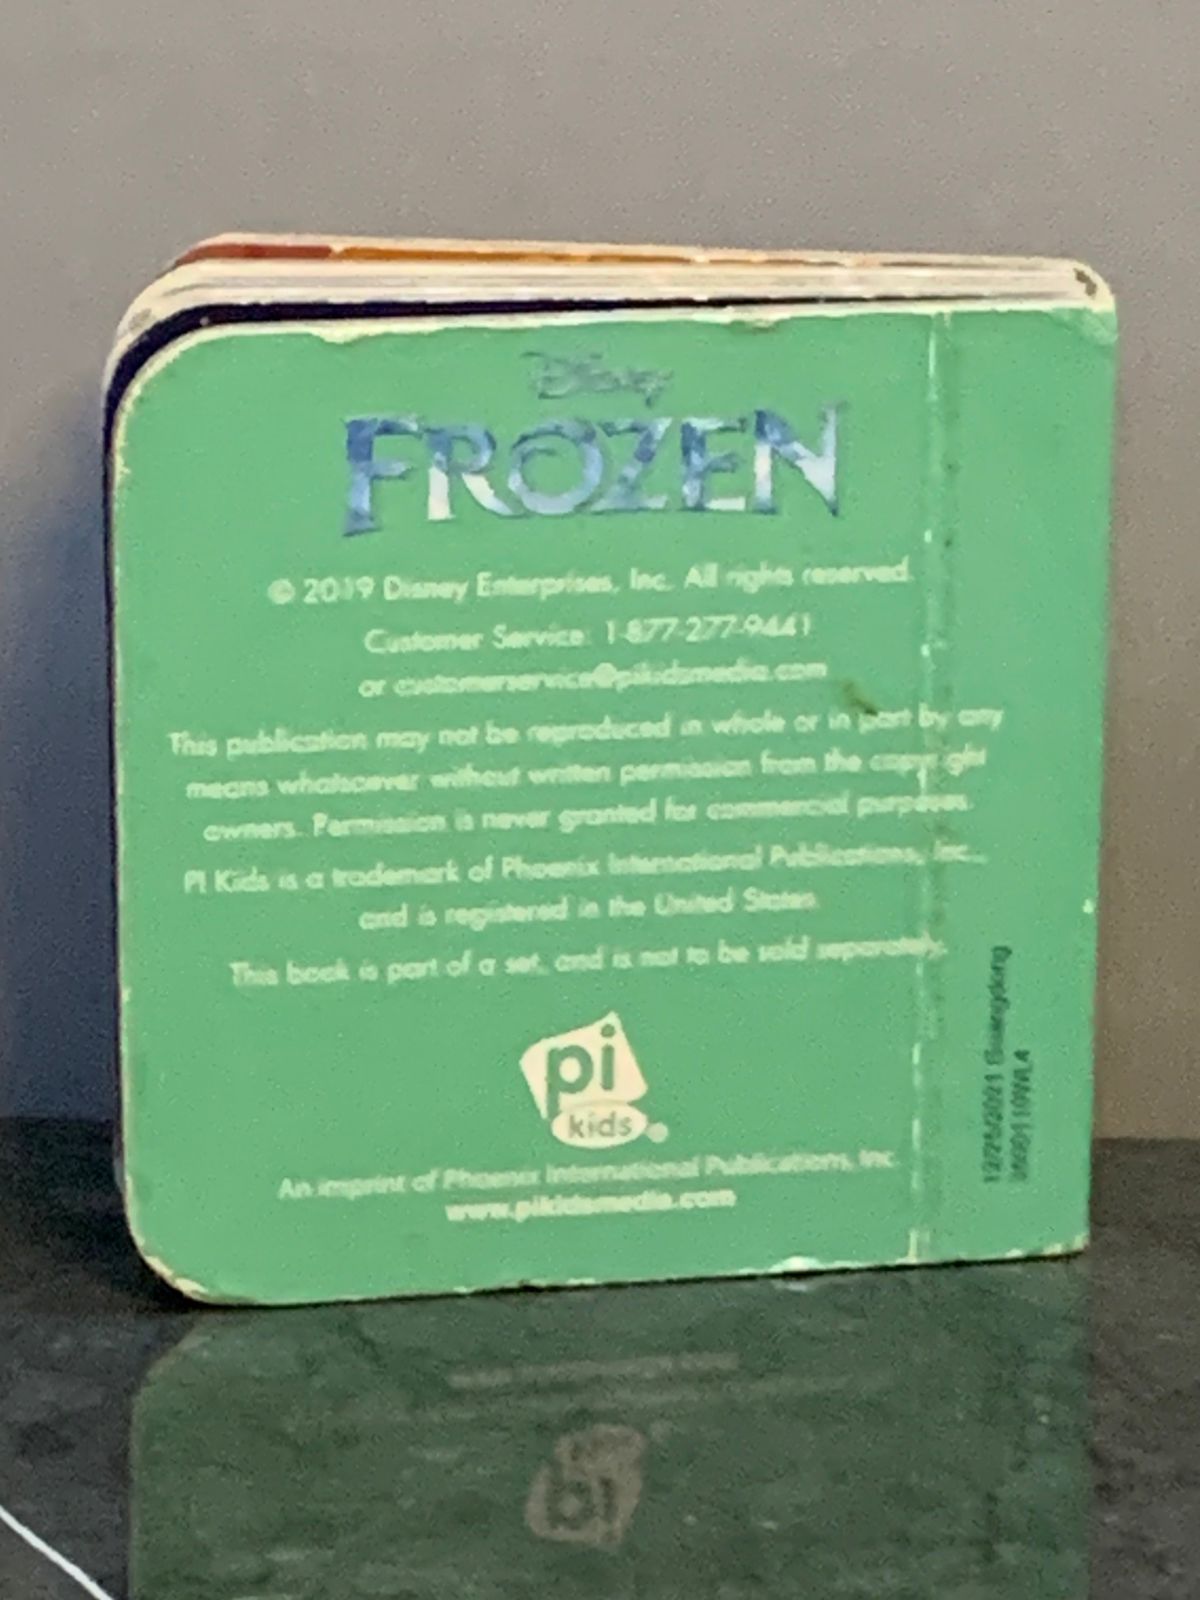 Disney
FROZEN
© 2019 Disney Enterprises, Inc. All rights reserved.
Customer Service: 1-877-277-9441
or customerservice@pikidsmedia.com
This publication may not be reproduced in whole or in part by any
means whatsoever without written permission from the copyright
owners. Permission is never granted for commercial purposes.
PI Kids is a trademark of Phoenix International Publications, Inc.,
and is registered in the United States.
This book is part of a set, and is not to be sold separately.
pi
kids
An imprint of Phoenix International Publications, Inc.
www.pikidsmedia.com
12/25/2021 Guangdong